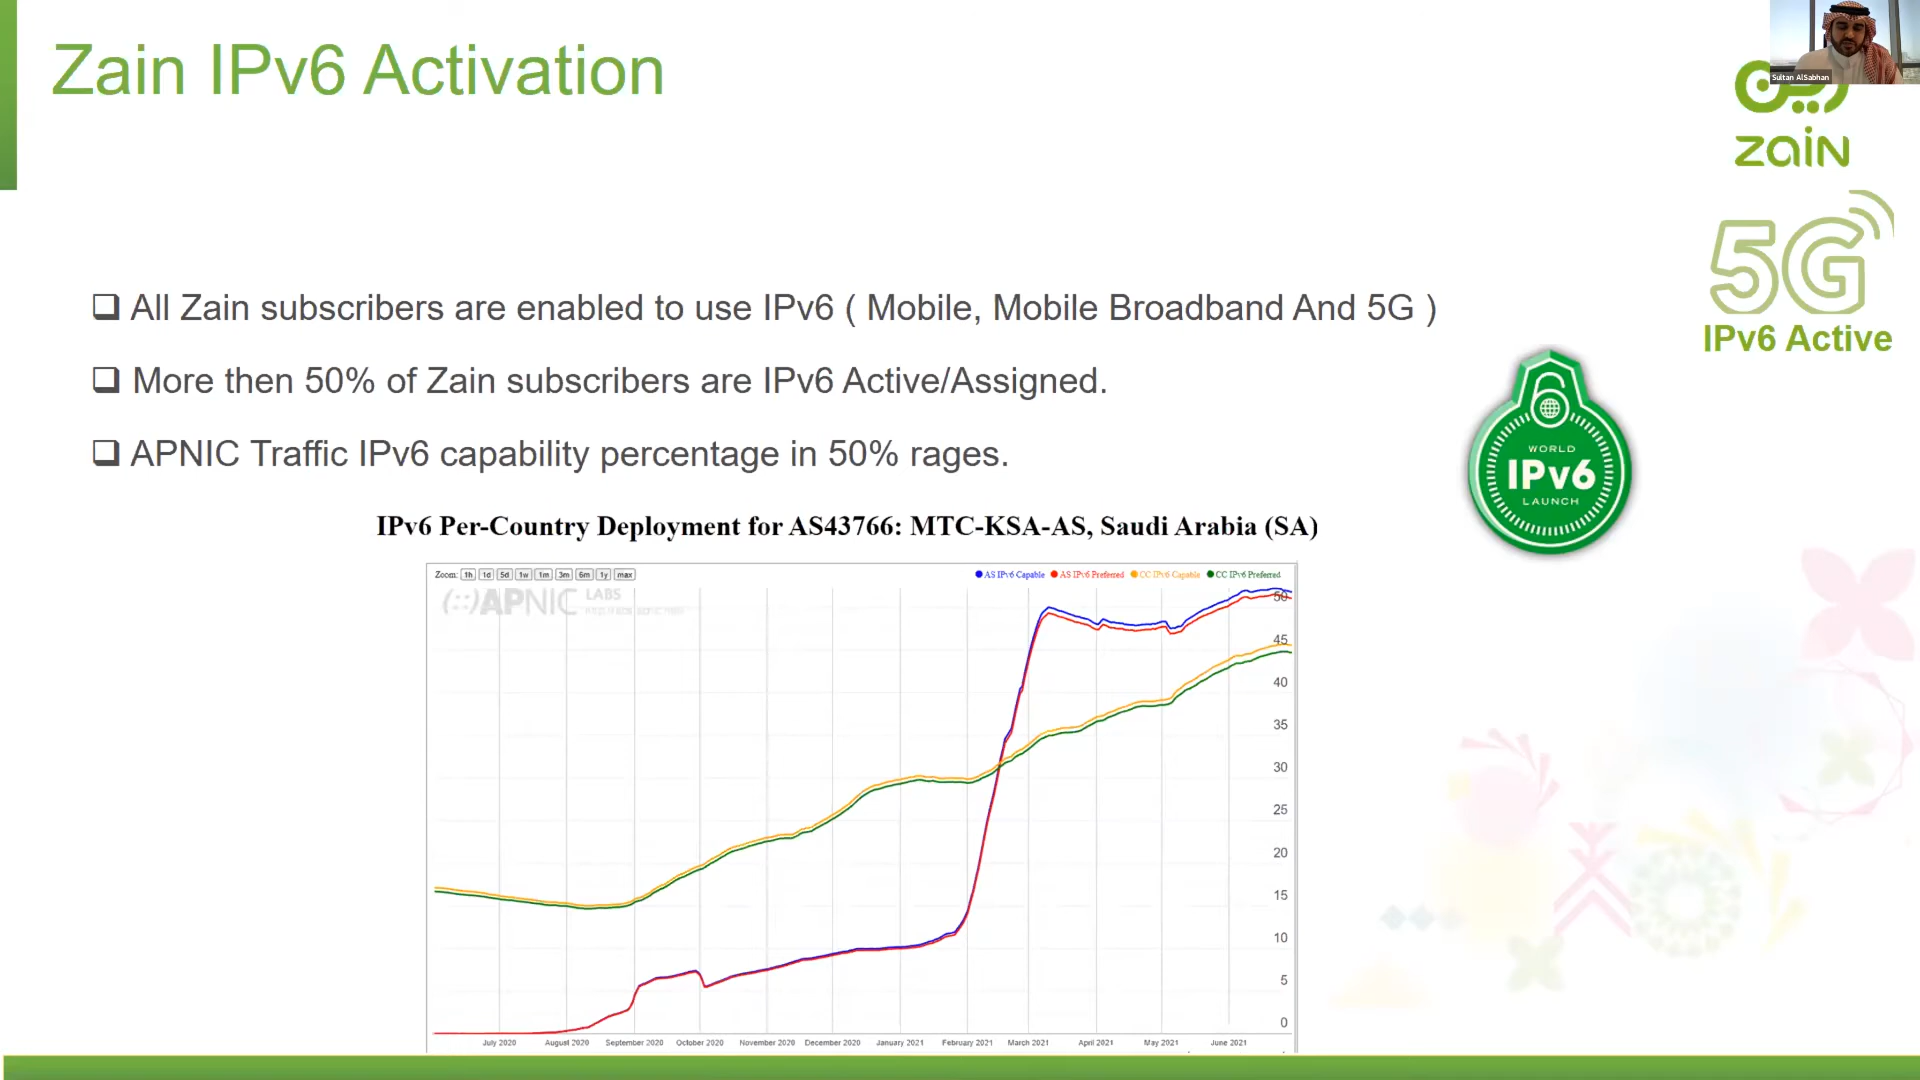 Zain IPv6 Activation
Sultan AlSabhan
زين
zain
5G
IPv6 Active
❑ All Zain subscribers are enabled to use IPv6 ( Mobile, Mobile Broadband And 5G )
❑ More then 50% of Zain subscribers are IPv6 Active/Assigned.
❑ APNIC Traffic IPv6 capability percentage in 50% rages.
6
WORLD
IPv6
LAUNCH
IPv6 Per-Country Deployment for AS43766: MTC-KSA-AS, Saudi Arabia (SA)
Zoom: 1h 1d 5d 1w 1m 3m 6m 1y max
AS IPv6 Capable AS IPv6 Preferred CC IPv6 Capable CC IPv6 Preferred
(::)APNIC LABS
50
45
40
35
30
25
20
15
10
5
0
July 2020 August 2020 September 2020 October 2020 November 2020 December 2020 January 2021 February 2021 March 2021 April 2021 May 2021 June 2021